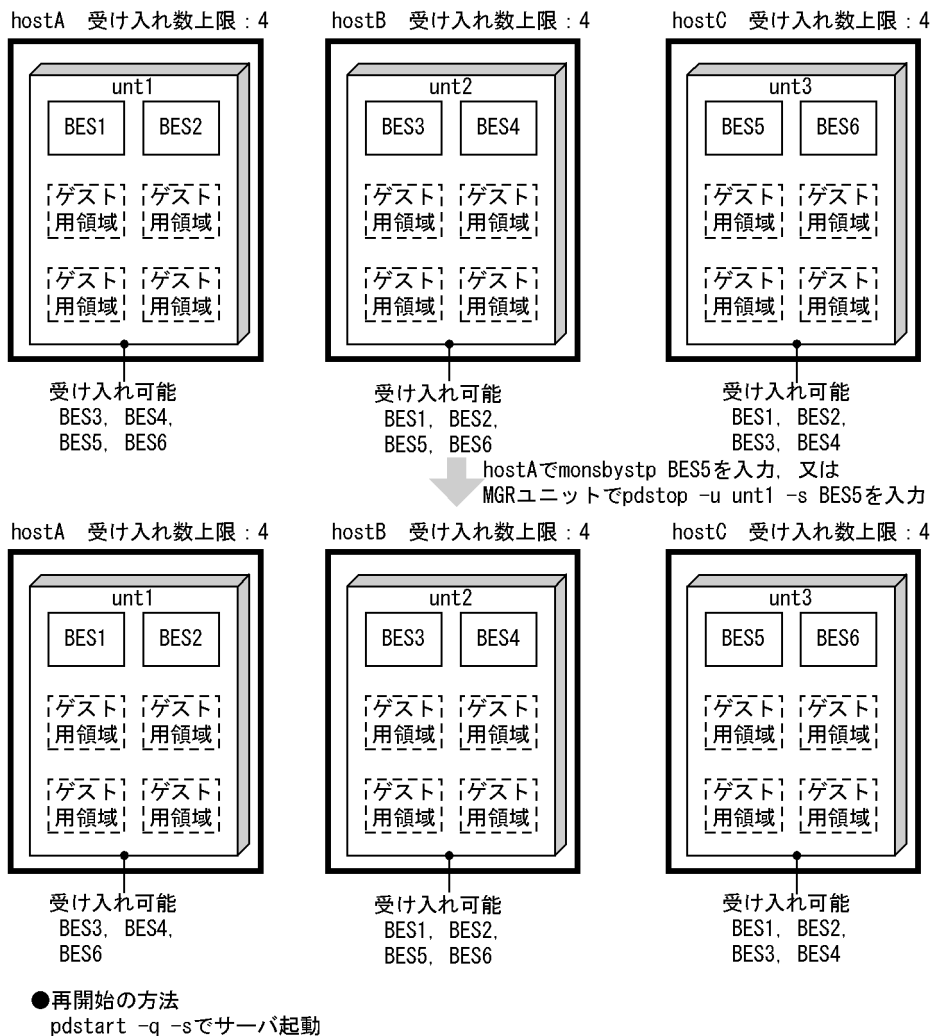 hostA 受け入れ数上限:4
hostB 受け入れ数上限:4
hostC 受け入れ数上限:4
unt1
BES1 BES2
ゲスト用領域 ゲスト用領域
ゲスト用領域 ゲスト用領域
受け入れ可能
BES3, BES4,
BES5, BES6
unt2
BES3 BES4
ゲスト用領域 ゲスト用領域
ゲスト用領域 ゲスト用領域
受け入れ可能
BES1, BES2,
BES5, BES6
unt3
BES5 BES6
ゲスト用領域 ゲスト用領域
ゲスト用領域 ゲスト用領域
受け入れ可能
BES1, BES2,
BES3, BES4
hostAでmonsbystp BES5を入力, 又は
MGRユニットでpdstop -u unt1 -s BES5を入力
hostA 受け入れ数上限:4
hostB 受け入れ数上限:4
hostC 受け入れ数上限:4
unt1
BES1 BES2
ゲスト用領域 ゲスト用領域
ゲスト用領域 ゲスト用領域
受け入れ可能
BES3, BES4,
BES6
unt2
BES3 BES4
ゲスト用領域 ゲスト用領域
ゲスト用領域 ゲスト用領域
受け入れ可能
BES1, BES2,
BES5, BES6
unt3
BES5 BES6
ゲスト用領域 ゲスト用領域
ゲスト用領域 ゲスト用領域
受け入れ可能
BES1, BES2,
BES3, BES4
●再開始の方法
pdstart -q -sでサーバ起動